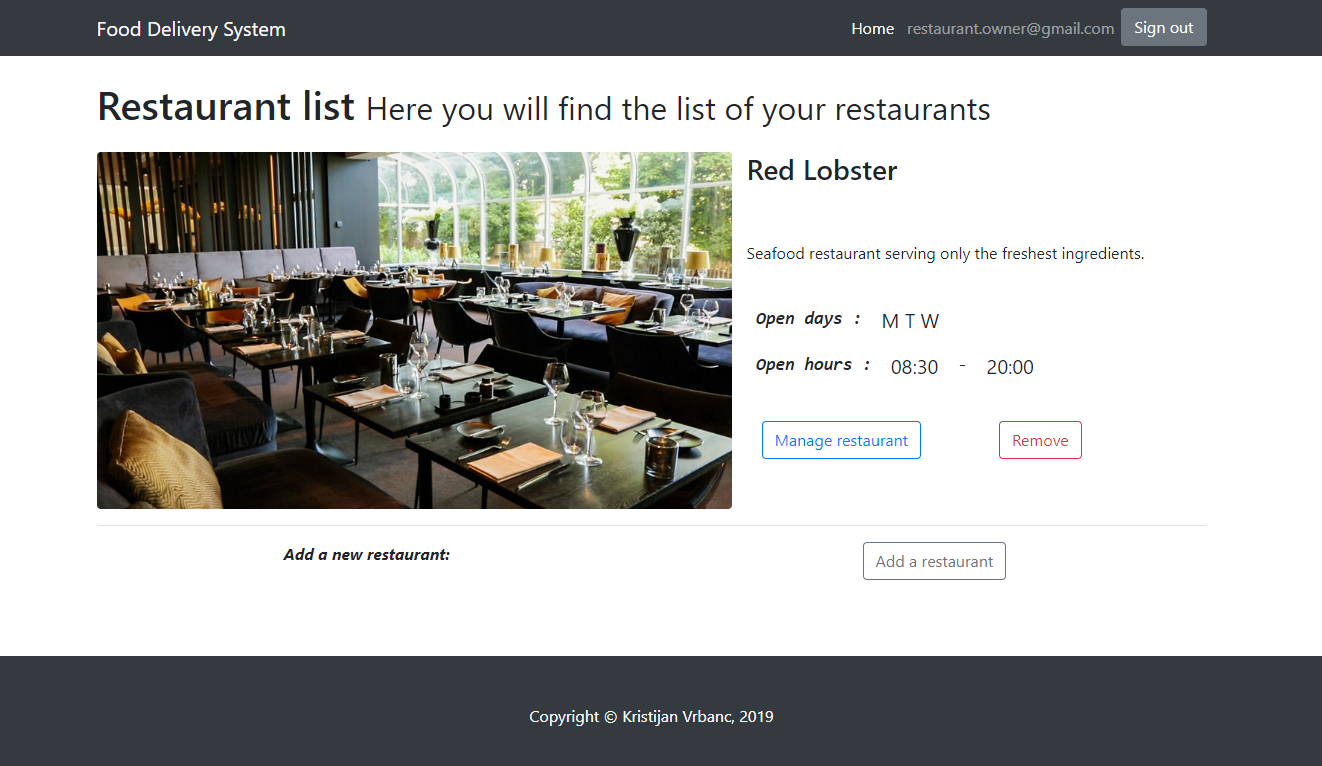 Food Delivery System
Home restaurant.owner@gmail.com Sign out
Restaurant list Here you will find the list of your restaurants
Red Lobster
Seafood restaurant serving only the freshest ingredients.
Open days : M T W
Open hours : 08:30 - 20:00
Manage restaurant Remove
Add a new restaurant: Add a restaurant
Copyright © Kristijan Vrbanc, 2019